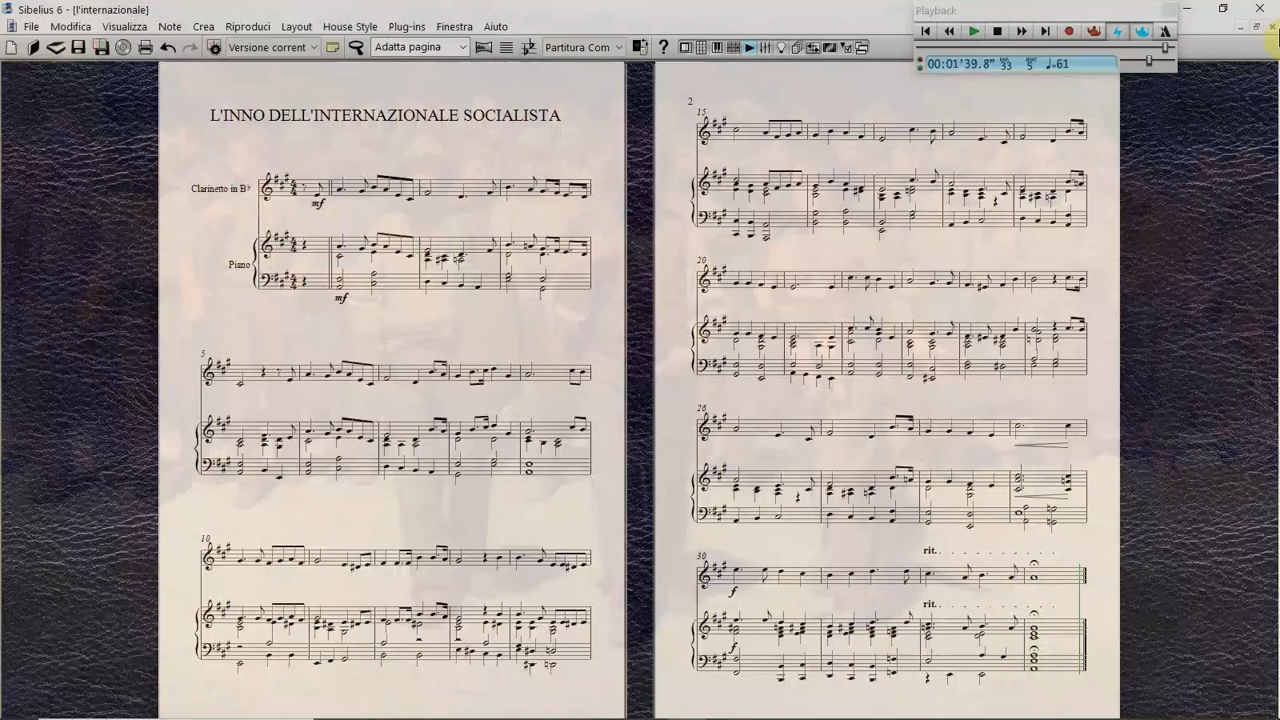 Sibelius 6 - [l'internazionale]
Playback
File Modifica Visualizza Note Crea Riproduci Layout House Style Plug-ins Finestra Aiuto
Versione corrent
Adatta pagina
Partitura Com
00:01'39.8" 33 5 ♩=61
L'INNO DELL'INTERNAZIONALE SOCIALISTA
Clarinetto in B♭
mf
Piano
mf
5
10
2
15
20
26
rit.
30
f
rit.
f